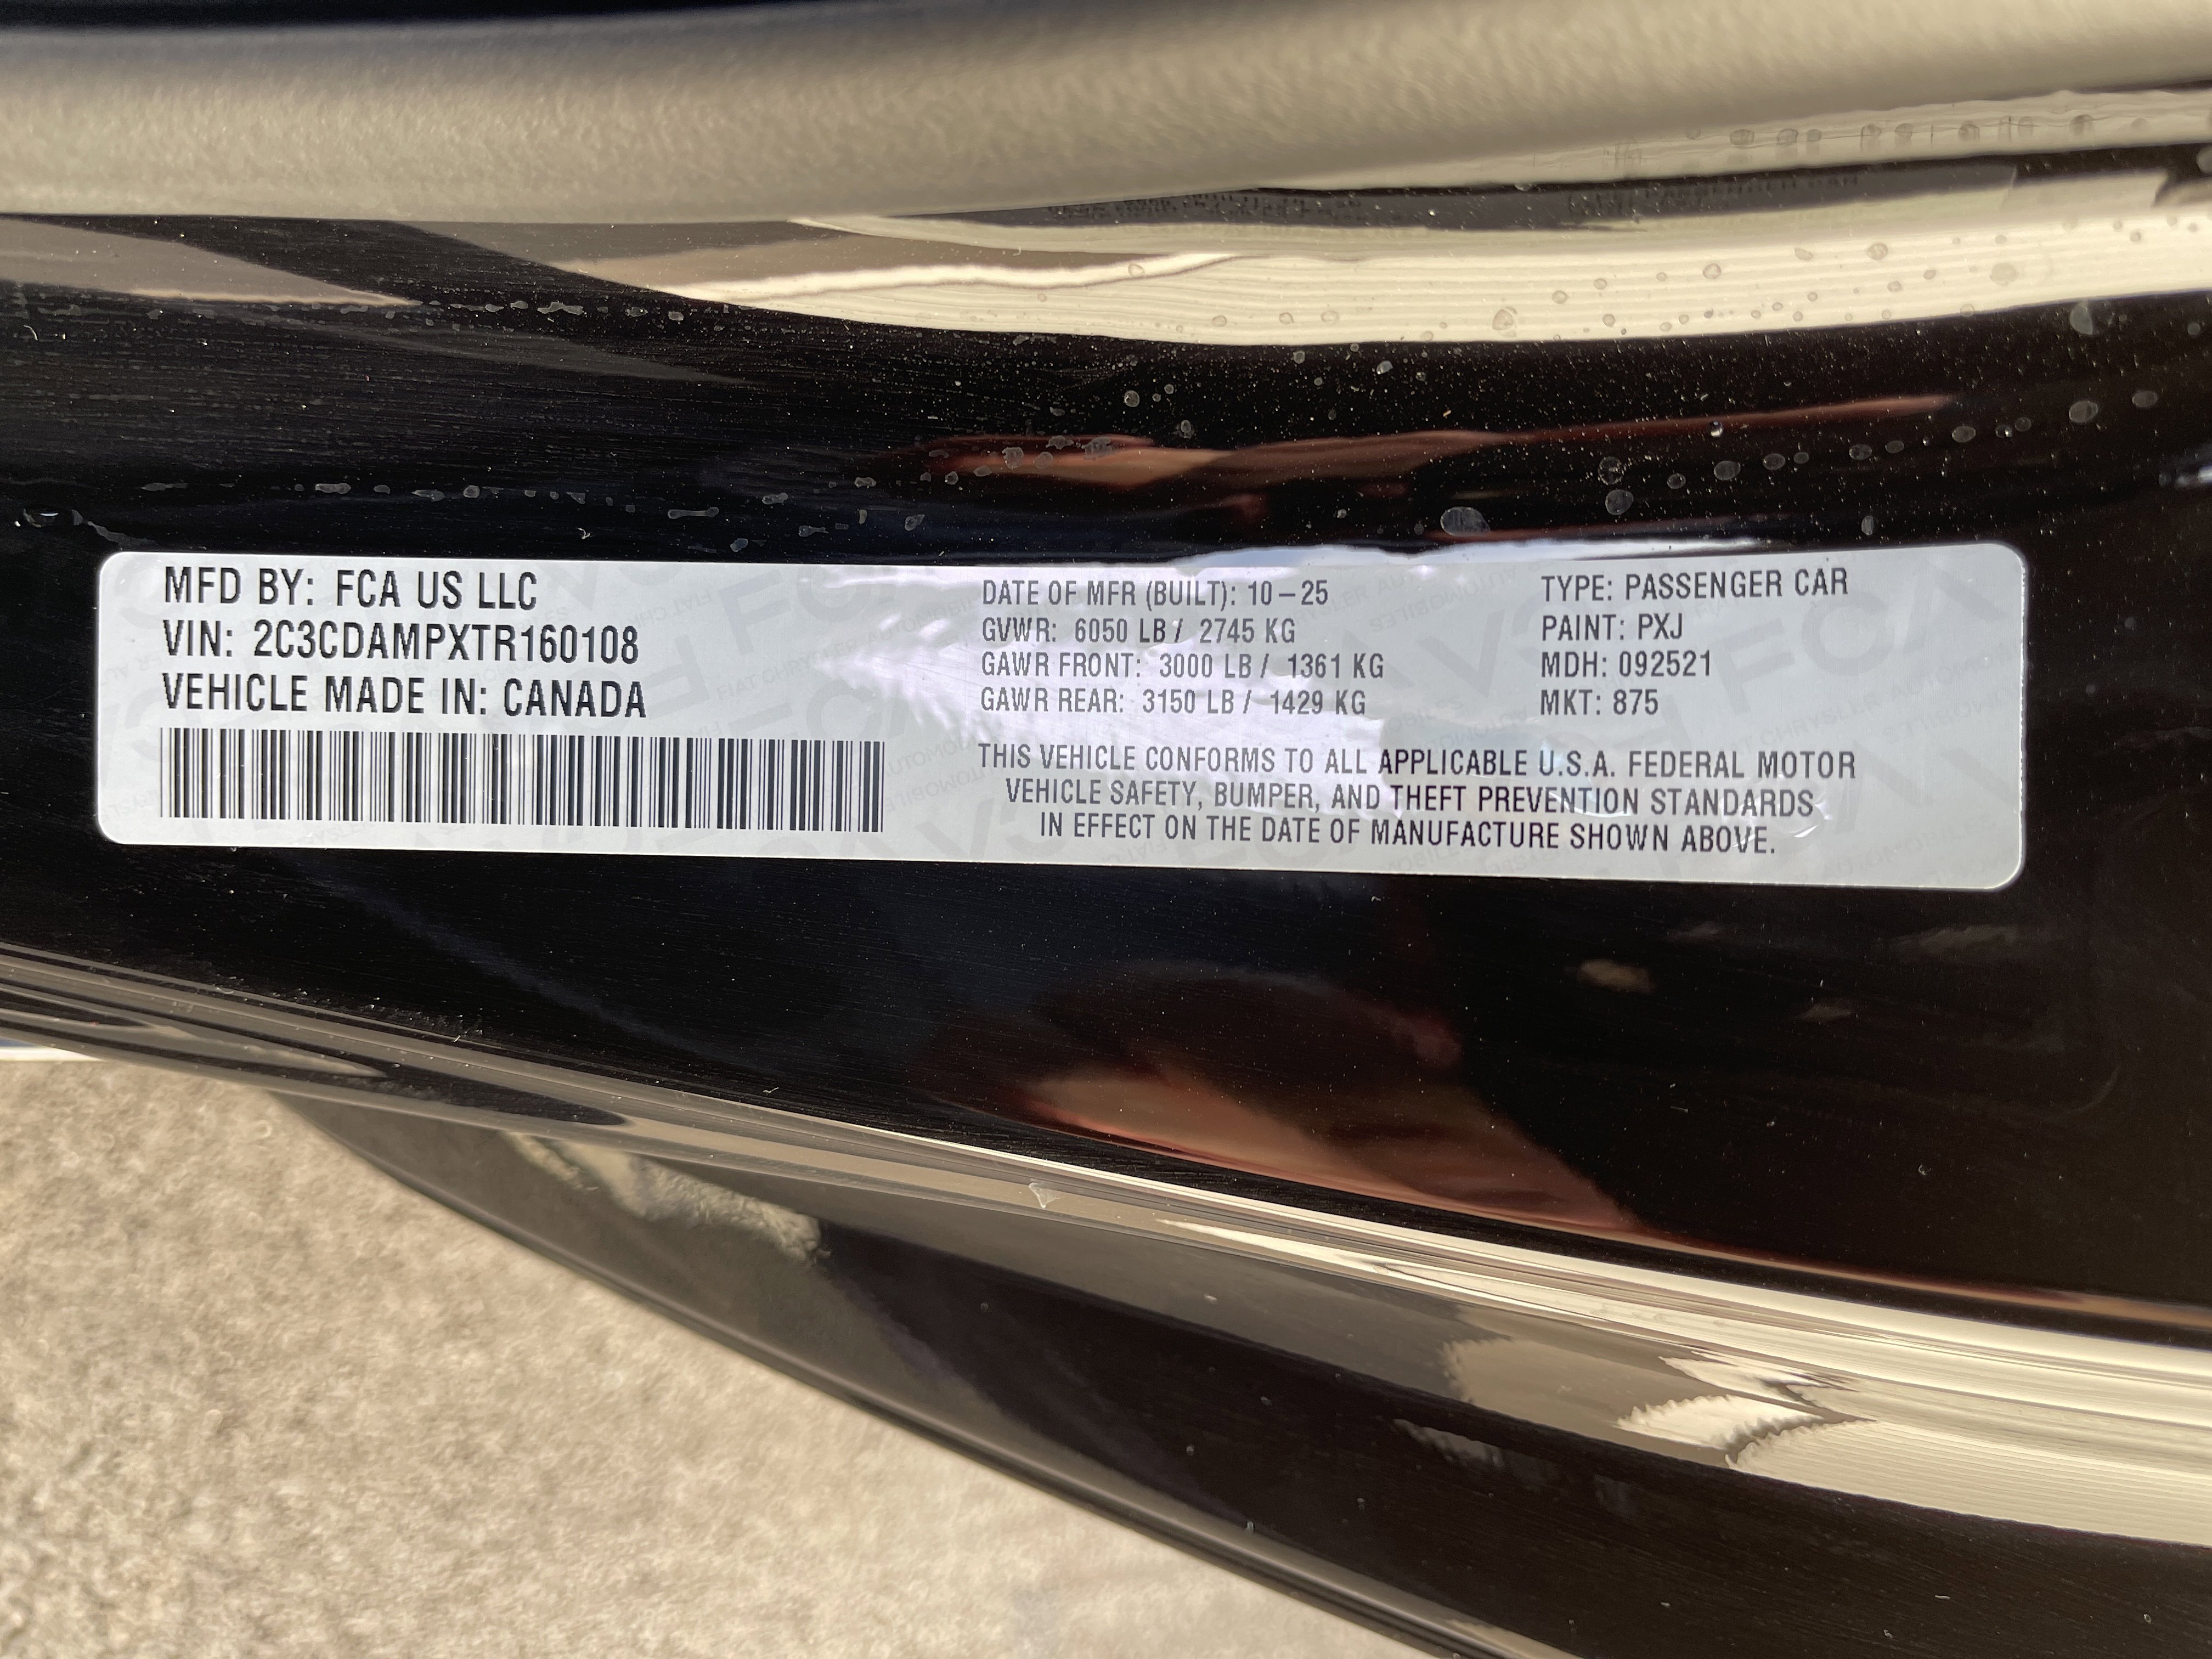 MFD BY: FCA US LLC
VIN: 2C3CDAMPXTR160108
VEHICLE MADE IN: CANADA
DATE OF MFR (BUILT): 10-25
GVWR: 6050 LB / 2745 KG
GAWR FRONT: 3000 LB / 1361 KG
GAWR REAR: 3150 LB / 1429 KG
TYPE: PASSENGER CAR
PAINT: PXJ
MDH: 092521
MKT: 875
THIS VEHICLE CONFORMS TO ALL APPLICABLE U.S.A. FEDERAL MOTOR
VEHICLE SAFETY, BUMPER, AND THEFT PREVENTION STANDARDS
IN EFFECT ON THE DATE OF MANUFACTURE SHOWN ABOVE.